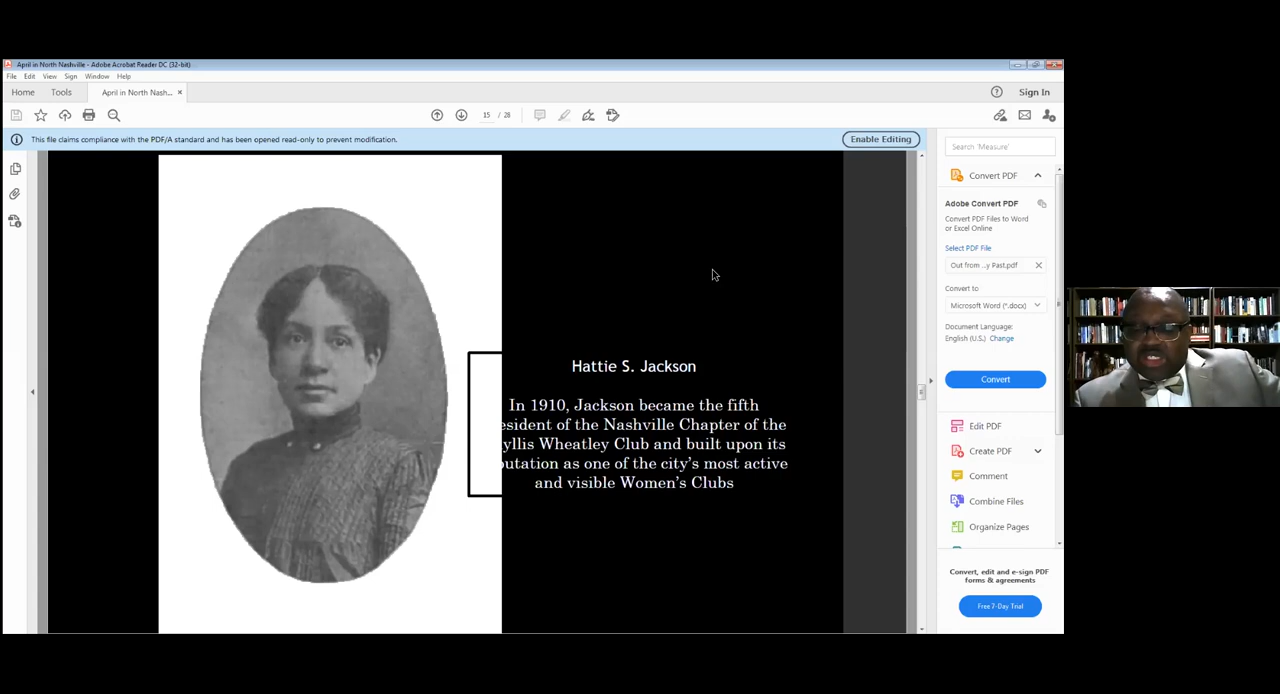 April in North Nashville - Adobe Acrobat Reader DC (32-bit)
File Edit View Sign Window Help
Home Tools April in North Nash... × Sign In
15 / 28
This file claims compliance with the PDF/A standard and has been opened read-only to prevent modification. Enable Editing
Hattie S. Jackson
In 1910, Jackson became the fifth
esident of the Nashville Chapter of the
yllis Wheatley Club and built upon its
putation as one of the city's most active
and visible Women's Clubs
Search 'Measure'
Convert PDF
Adobe Convert PDF
Convert PDF Files to Word
or Excel Online
Select PDF File
Out from ...y Past.pdf
Convert to
Microsoft Word (*.docx)
Document Language:
English (U.S.) Change
Convert
Edit PDF
Create PDF
Comment
Combine Files
Organize Pages
Convert, edit and e-sign PDF
forms & agreements
Free 7-Day Trial